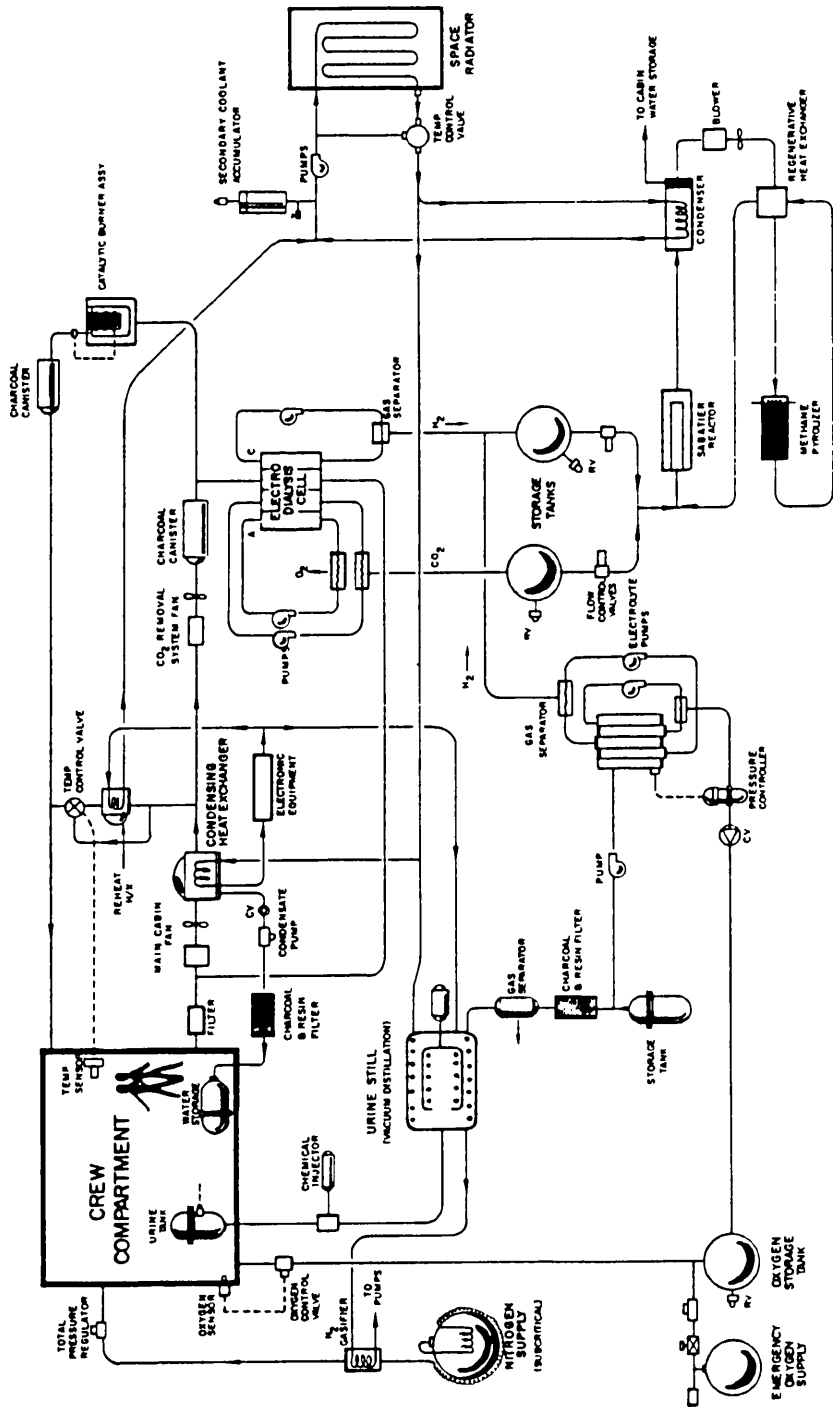 TOTAL
PRESSURE
REGULATOR
CREW
COMPARTMENT
URINE
TANK
TEMP
SENSOR
WATER
STORAGE
OXYGEN
SENSOR
OXYGEN
CONTROL
VALVE
N2
GASIFIER
TO
PUMPS
NITROGEN
SUPPLY
(SUBCRITICAL)
CHEMICAL
INJECTOR
EMERGENCY
OXYGEN
SUPPLY
RV
OXYGEN
STORAGE
TANK
FILTER
MAIN CABIN
FAN
REHEAT
H/X
TEMP
CONTROL VALVE
CONDENSING
HEAT EXCHANGER
CV
CONDENSATE
PUMP
CHARCOAL
& RESIN
FILTER
ELECTRONIC
EQUIPMENT
URINE STILL
(VACUUM DISTILLATION)
GAS
SEPARATOR
CHARCOAL
& RESIN FILTER
STORAGE
TANK
PUMP
CO2 REMOVAL
SYSTEM FAN
CHARCOAL
CANISTER
CHARCOAL
CANISTER
CATALYTIC BURNER ASSY
ELECTRO
DIALYSIS
CELL
A
C
PUMPS
O2
CO2
H2
GAS
SEPARATOR
H2
RV
RV
STORAGE
TANKS
FLOW
CONTROL
VALVES
ELECTROLYTE
PUMPS
GAS
SEPARATOR
PRESSURE
CONTROLLER
CV
SECONDARY
COOLANT
ACCUMULATOR
PUMPS
SPACE
RADIATOR
TEMP
CONTROL
VALVE
TO CABIN
WATER STORAGE
CONDENSER
BLOWER
REGENERATIVE
HEAT EXCHANGER
SABATIER
REACTOR
METHANE
PYROLIZER